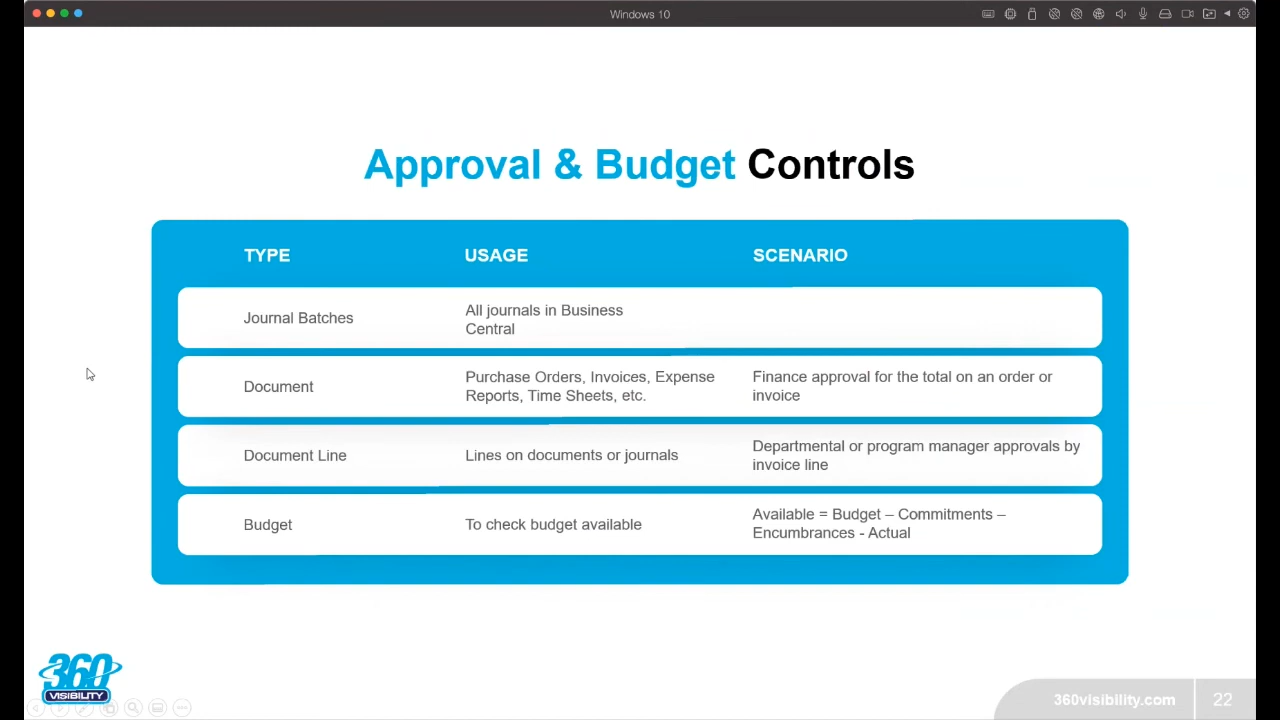 Windows 10
Approval & Budget Controls
TYPE
USAGE
SCENARIO
Journal Batches
All journals in Business
Central
Document
Purchase Orders, Invoices, Expense
Reports, Time Sheets, etc.
Finance approval for the total on an order or
invoice
Document Line
Lines on documents or journals
Departmental or program manager approvals by
invoice line
Budget
To check budget available
Available = Budget – Commitments –
Encumbrances - Actual
360
VISIBILITY
360visibility.com
22